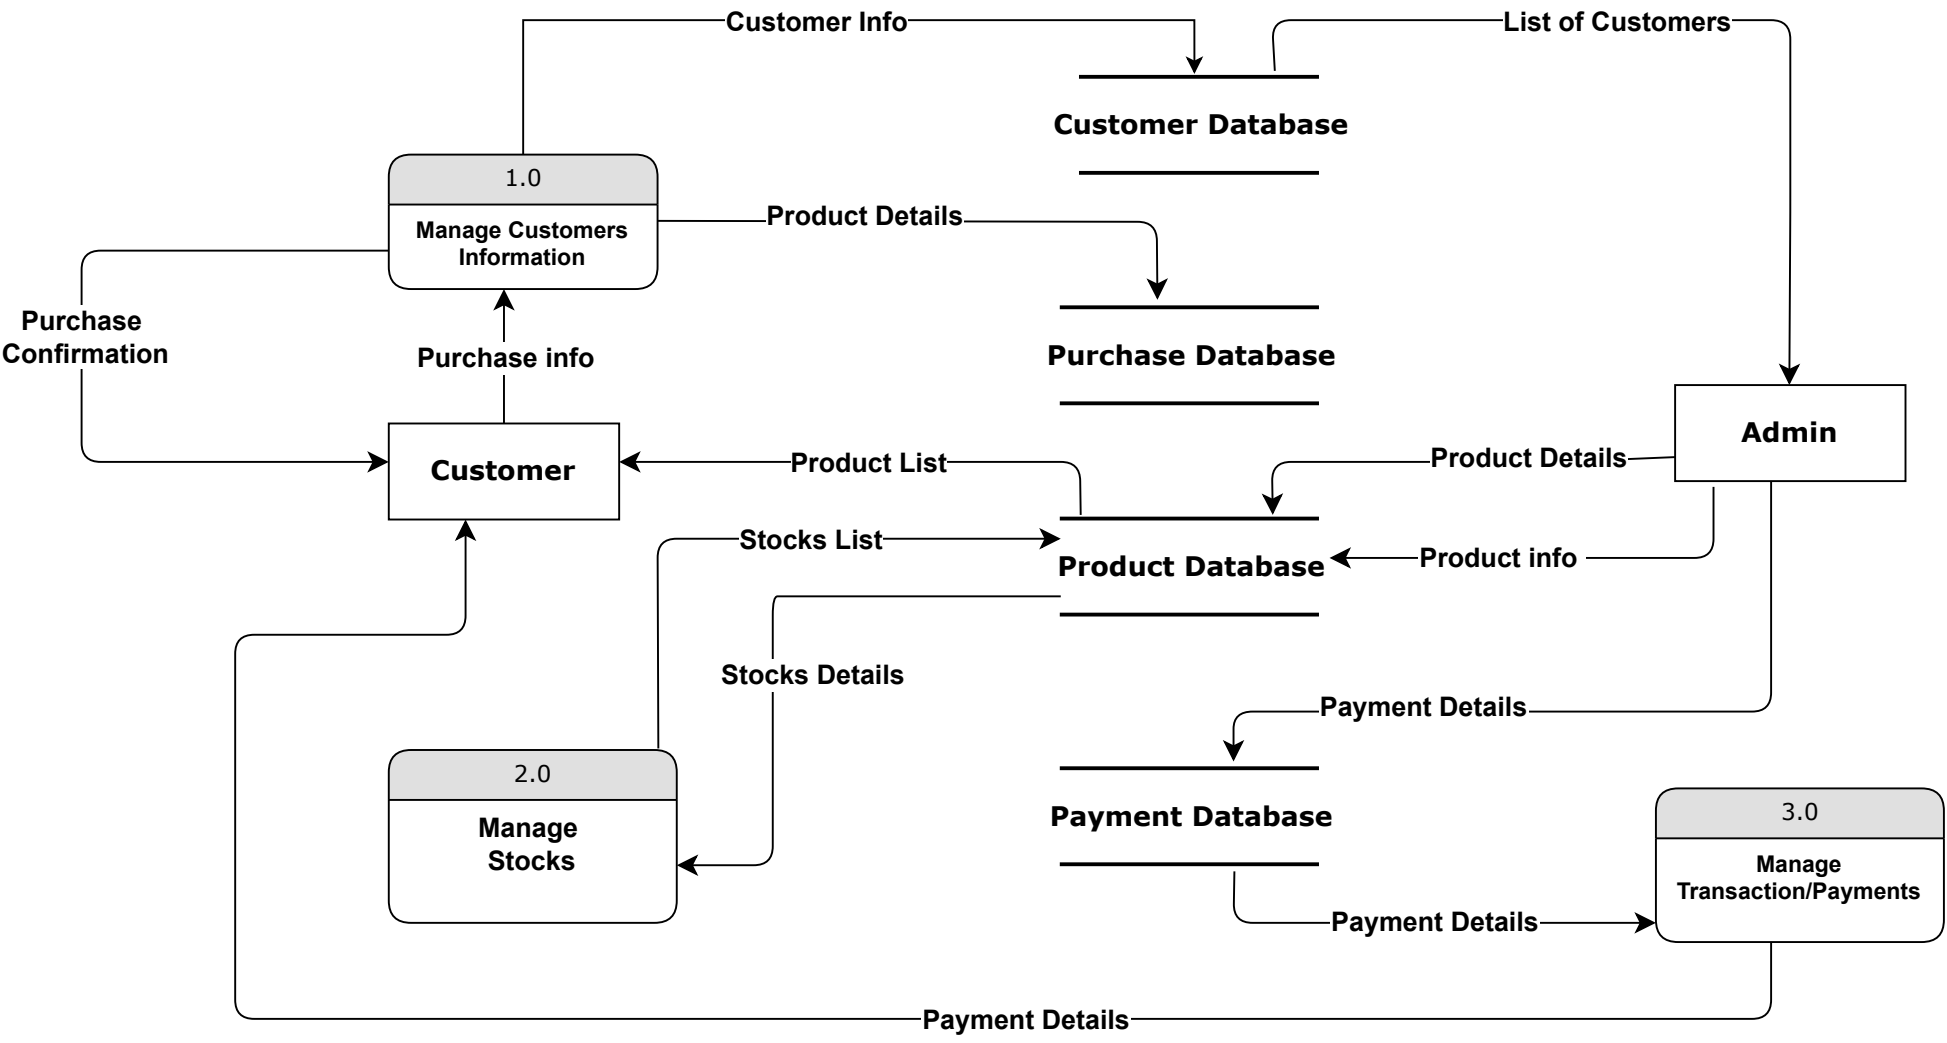 Customer Info
List of Customers
Customer Database
1.0
Manage Customers
Information
Product Details
Purchase
Confirmation
Purchase info
Purchase Database
Admin
Customer
Product List
Product Details
Stocks List
Product Database
Product info
Stocks Details
Payment Details
2.0
Manage
Stocks
Payment Database
3.0
Manage
Transaction/Payments
Payment Details
Payment Details